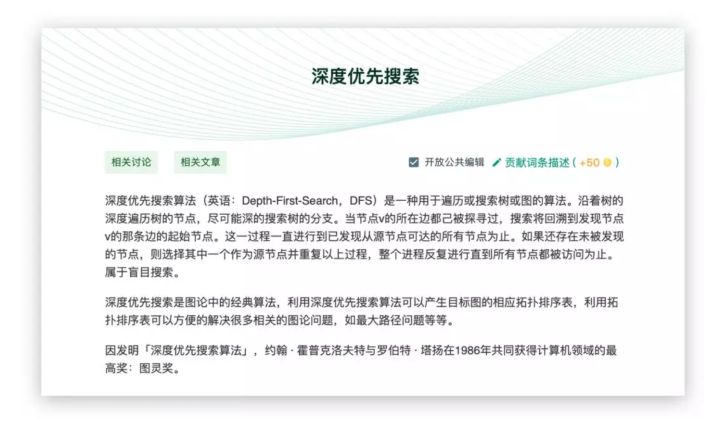 深度优先搜索
相关讨论 相关文章 开放公共编辑 贡献词条描述 ( +50 )
深度优先搜索算法（英语：Depth-First-Search，DFS）是一种用于遍历或搜索树或图的算法。沿着树的
深度遍历树的节点，尽可能深的搜索树的分支。当节点v的所在边都己被探寻过，搜索将回溯到发现节点
v的那条边的起始节点。这一过程一直进行到已发现从源节点可达的所有节点为止。如果还存在未被发现
的节点，则选择其中一个作为源节点并重复以上过程，整个进程反复进行直到所有节点都被访问为止。
属于盲目搜索。
深度优先搜索是图论中的经典算法，利用深度优先搜索算法可以产生目标图的相应拓扑排序表，利用拓
扑排序表可以方便的解决很多相关的图论问题，如最大路径问题等等。
因发明「深度优先搜索算法」，约翰 · 霍普克洛夫特与罗伯特 · 塔扬在1986年共同获得计算机领域的最
高奖：图灵奖。